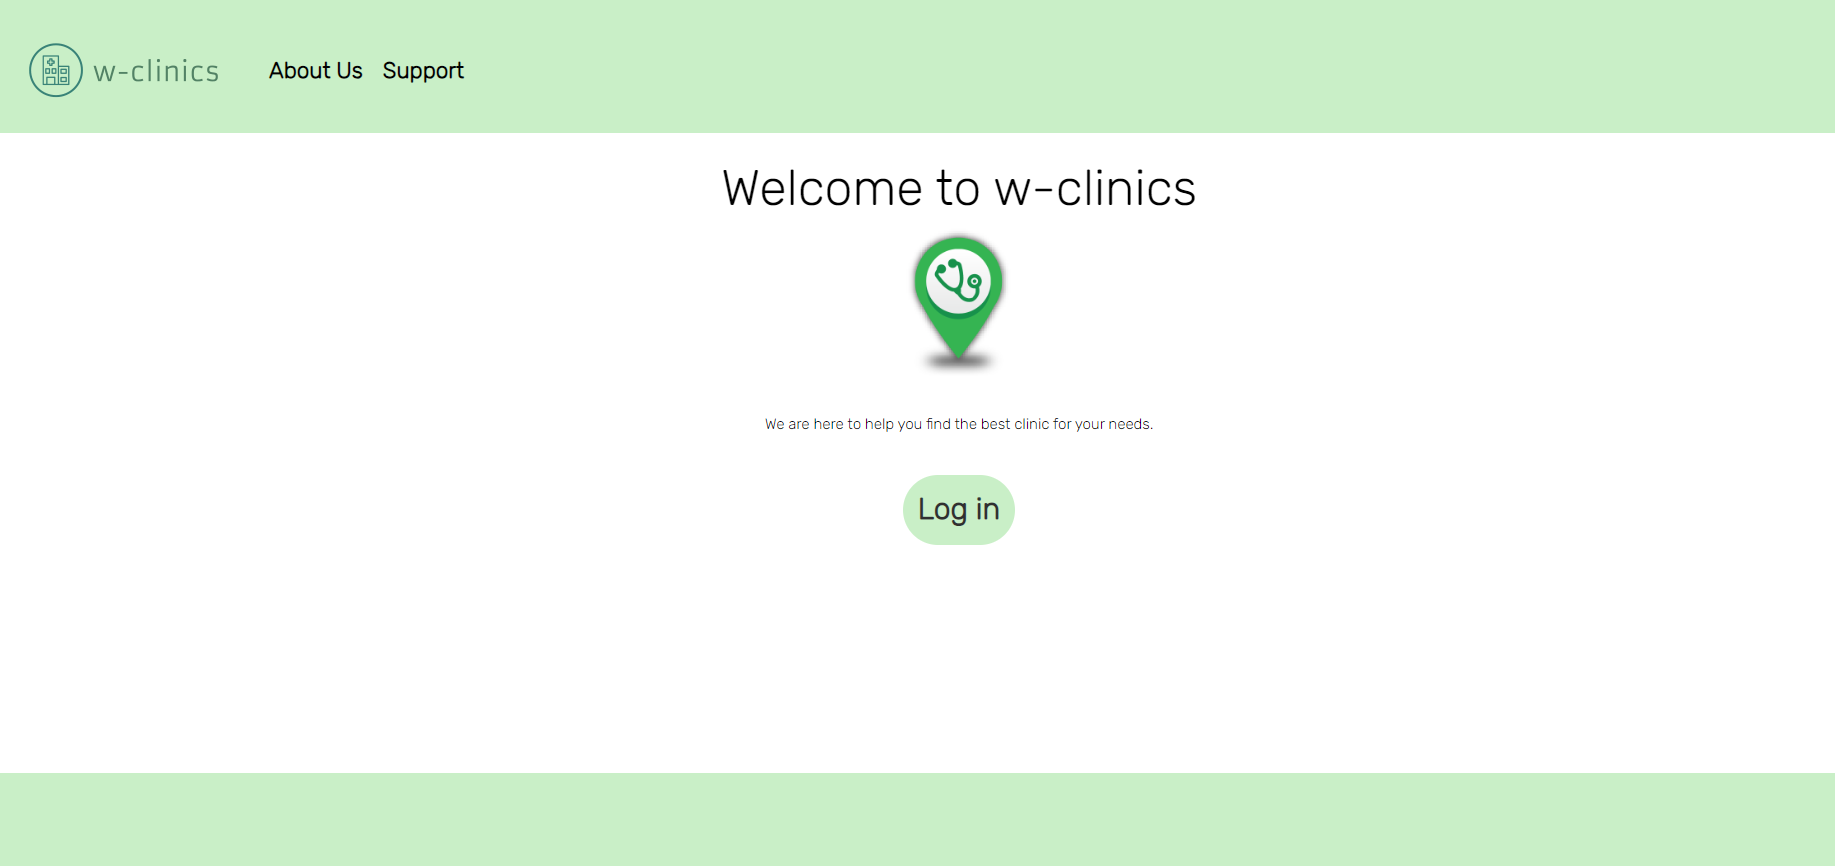 w-clinics About Us Support
Welcome to w-clinics
We are here to help you find the best clinic for your needs.
Log in